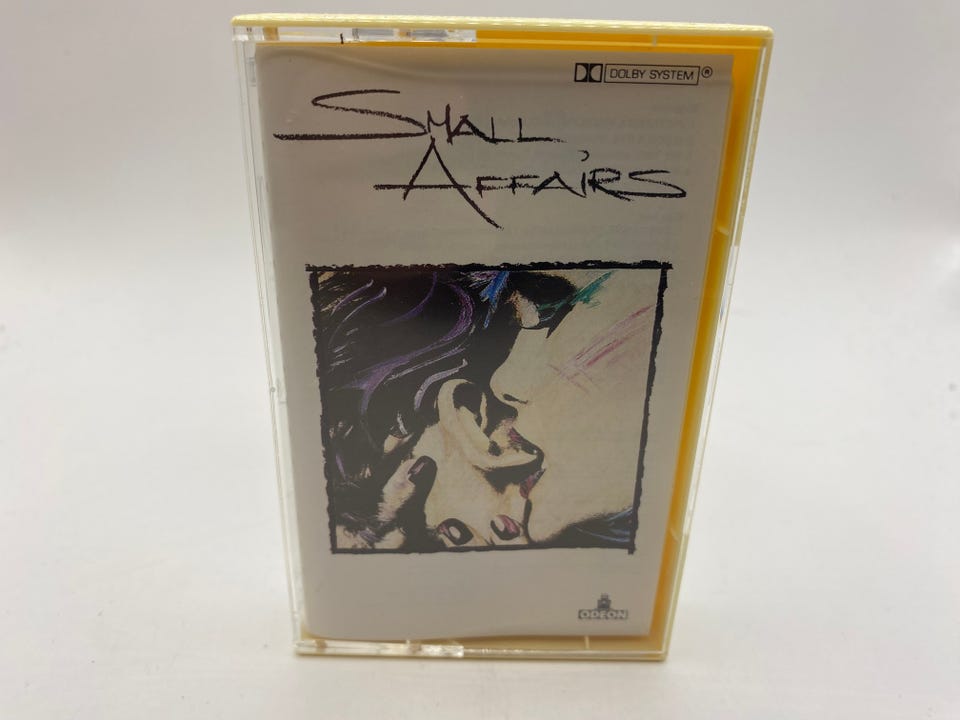 DOLBY SYSTEM ®
SMALL
AFFAIRS
ODEON